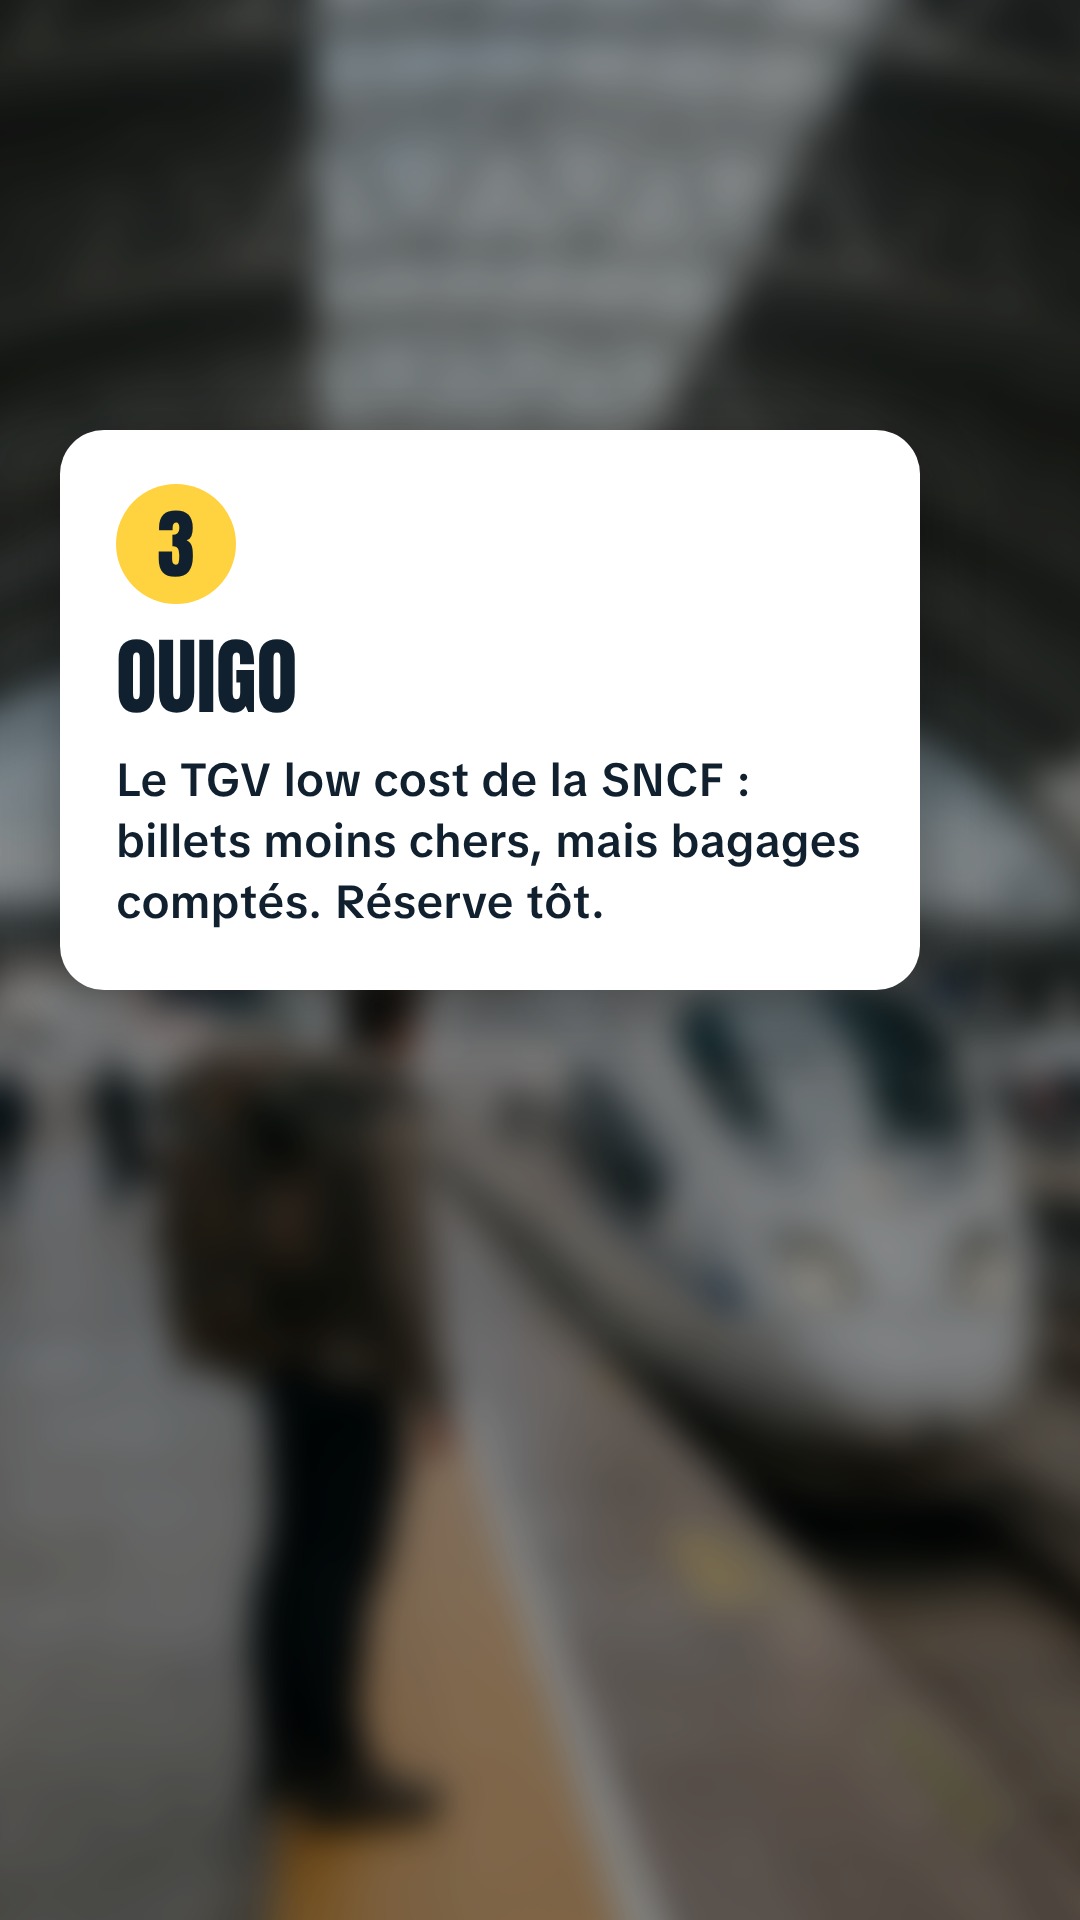 3
OUIGO
Le TGV low cost de la SNCF :
billets moins chers, mais bagages
comptés. Réserve tôt.